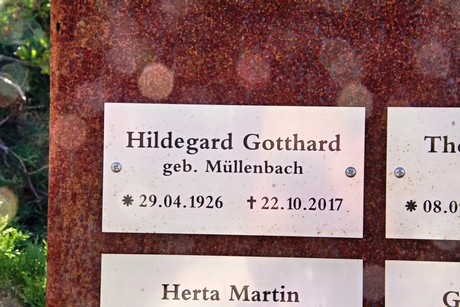 Hildegard Gotthard
geb. Müllenbach
✱ 29.04.1926 ✝ 22.10.2017
Herta Martin